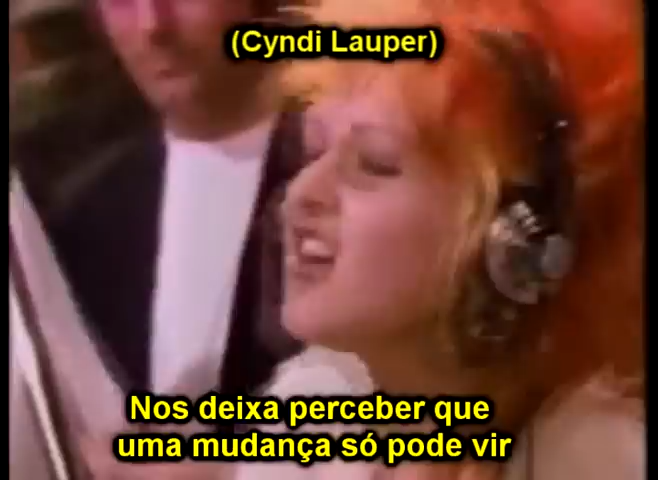 (Cyndi Lauper)
Nos deixa perceber que
uma mudança só pode vir